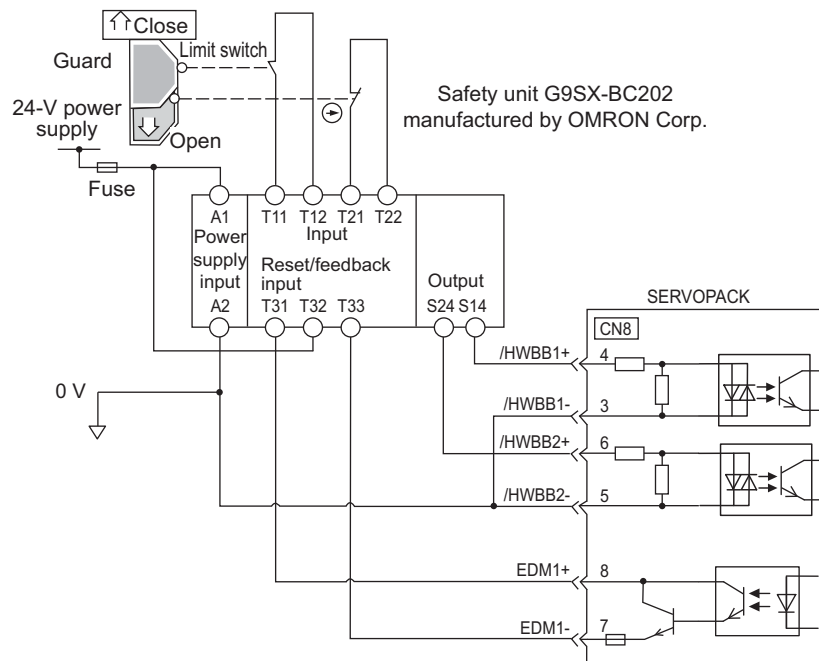 Close
Limit switch
Guard
24-V power
supply
Open
Fuse
Safety unit G9SX-BC202
manufactured by OMRON Corp.
A1 T11 T12 T21 T22
Power
supply
input
Input
Reset/feedback
input
Output
A2 T31 T32 T33 S24 S14
SERVOPACK
CN8
/HWBB1+ 4
0 V
/HWBB1- 3
/HWBB2+ 6
/HWBB2- 5
EDM1+ 8
EDM1- 7